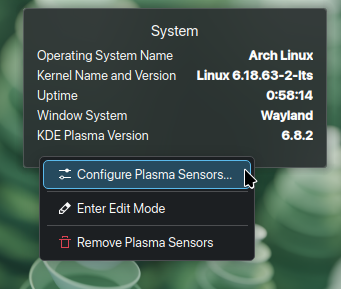 System
Operating System Name Arch Linux
Kernel Name and Version Linux 6.18.63-2-lts
Uptime 0:58:14
Window System Wayland
KDE Plasma Version 6.8.2
Configure Plasma Sensors...
Enter Edit Mode
Remove Plasma Sensors